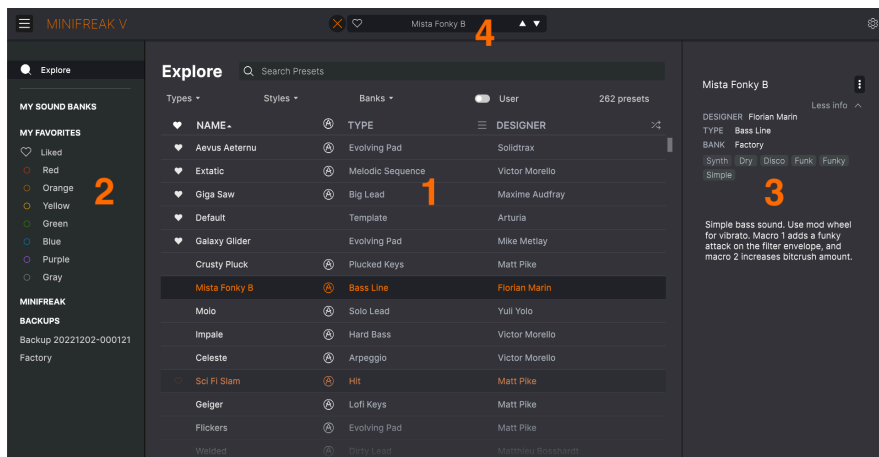 MINIFREAK V
Mista Fonky B
4
Explore
MY SOUND BANKS
MY FAVORITES
Liked
Red
Orange
Yellow
Green
Blue
Purple
Gray
2
MINIFREAK
BACKUPS
Backup 20221202-000121
Factory
Explore
Search Presets
Types
Styles
Banks
User
262 presets
NAME TYPE DESIGNER
Aevus Aeternu Evolving Pad Solidtrax
Extatic Melodic Sequence Victor Morello
Giga Saw Big Lead Maxime Audfray
1
Default Template Arturia
Galaxy Glider Evolving Pad Mike Metlay
Crusty Pluck Plucked Keys Matt Pike
Mista Fonky B Bass Line Florian Marin
Moio Solo Lead Yuli Yolo
Impale Hard Bass Victor Morello
Celeste Arpeggio Victor Morello
Sci Fi Slam Hit Matt Pike
Geiger Lofi Keys Matt Pike
Flickers Evolving Pad Matt Pike
Welded Dirty Lead Matthieu Bosshardt
Mista Fonky B
Less info
DESIGNER Florian Marin
TYPE Bass Line
BANK Factory
Synth Dry Disco Funk Funky
Simple
3
Simple bass sound. Use mod wheel
for vibrato. Macro 1 adds a funky
attack on the filter envelope, and
macro 2 increases bitcrush amount.